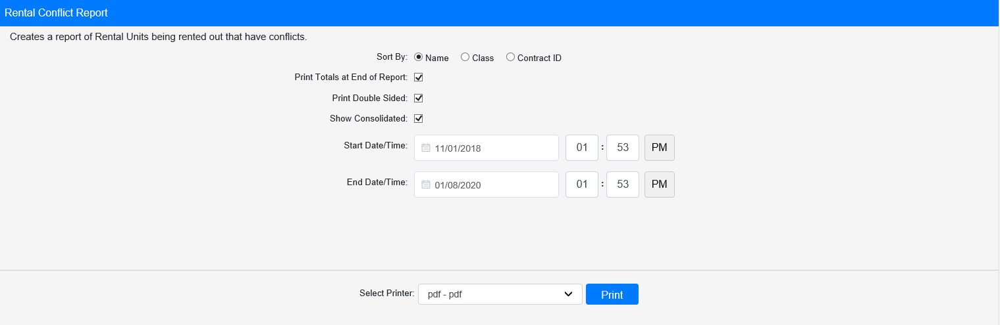 Rental Conflict Report
Creates a report of Rental Units being rented out that have conflicts.
Sort By: Name Class Contract ID
Print Totals at End of Report:
Print Double Sided:
Show Consolidated:
Start Date/Time: 11/01/2018 01 : 53 PM
End Date/Time: 01/08/2020 01 : 53 PM
Select Printer: pdf - pdf Print